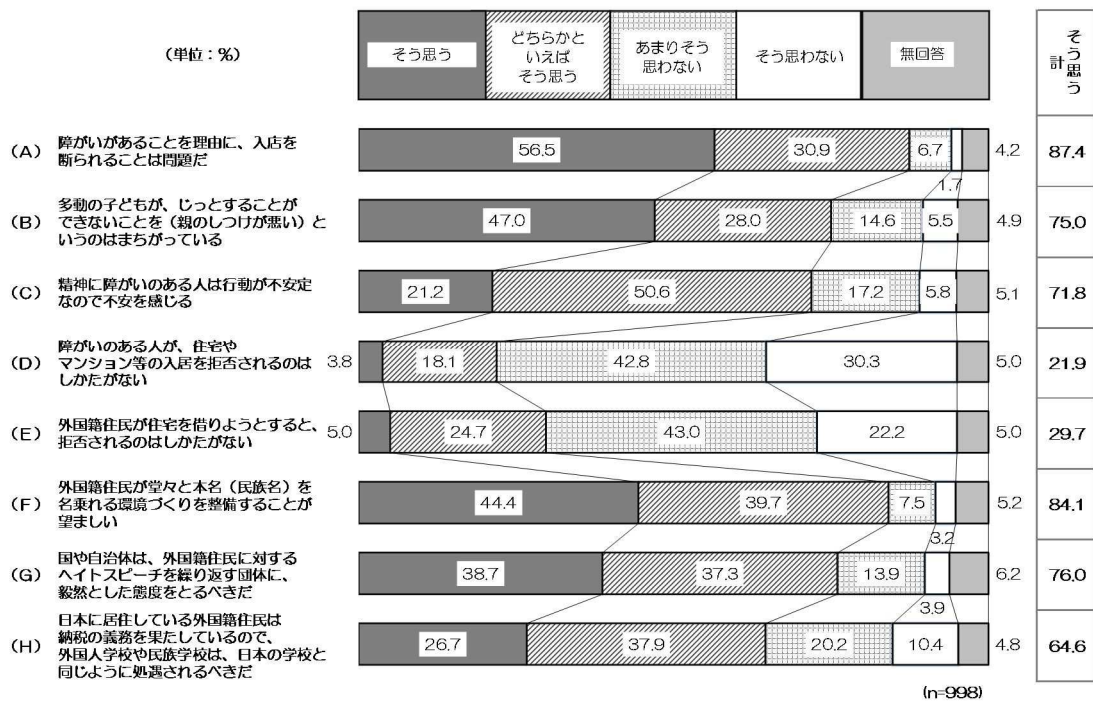 (単位：%)
そう思う
どちらかと
いえば
そう思う
あまりそう
思わない
そう思わない
無回答
そう思う
計
(A) 障がいがあることを理由に、入店を
断られることは問題だ
56.5 30.9 6.7 1.7 4.2 87.4
(B) 多動の子どもが、じっとすることが
できないことを（親のしつけが悪い）と
いうのはまちがっている
47.0 28.0 14.6 5.5 4.9 75.0
(C) 精神に障がいのある人は行動が不安定
なので不安を感じる
21.2 50.6 17.2 5.8 5.1 71.8
(D) 障がいのある人が、住宅や
マンション等の入居を拒否されるのは
しかたがない
3.8 18.1 42.8 30.3 5.0 21.9
(E) 外国籍住民が住宅を借りようとすると、
拒否されるのはしかたがない
5.0 24.7 43.0 22.2 5.0 29.7
(F) 外国籍住民が堂々と本名（民族名）を
名乗れる環境づくりを整備することが
望ましい
44.4 39.7 7.5 3.2 5.2 84.1
(G) 国や自治体は、外国籍住民に対する
ヘイトスピーチを繰り返す団体に、
毅然とした態度をとるべきだ
38.7 37.3 13.9 3.9 6.2 76.0
(H) 日本に居住している外国籍住民は
納税の義務を果たしているので、
外国人学校や民族学校は、日本の学校と
同じように処遇されるべきだ
26.7 37.9 20.2 10.4 4.8 64.6
(n=998)